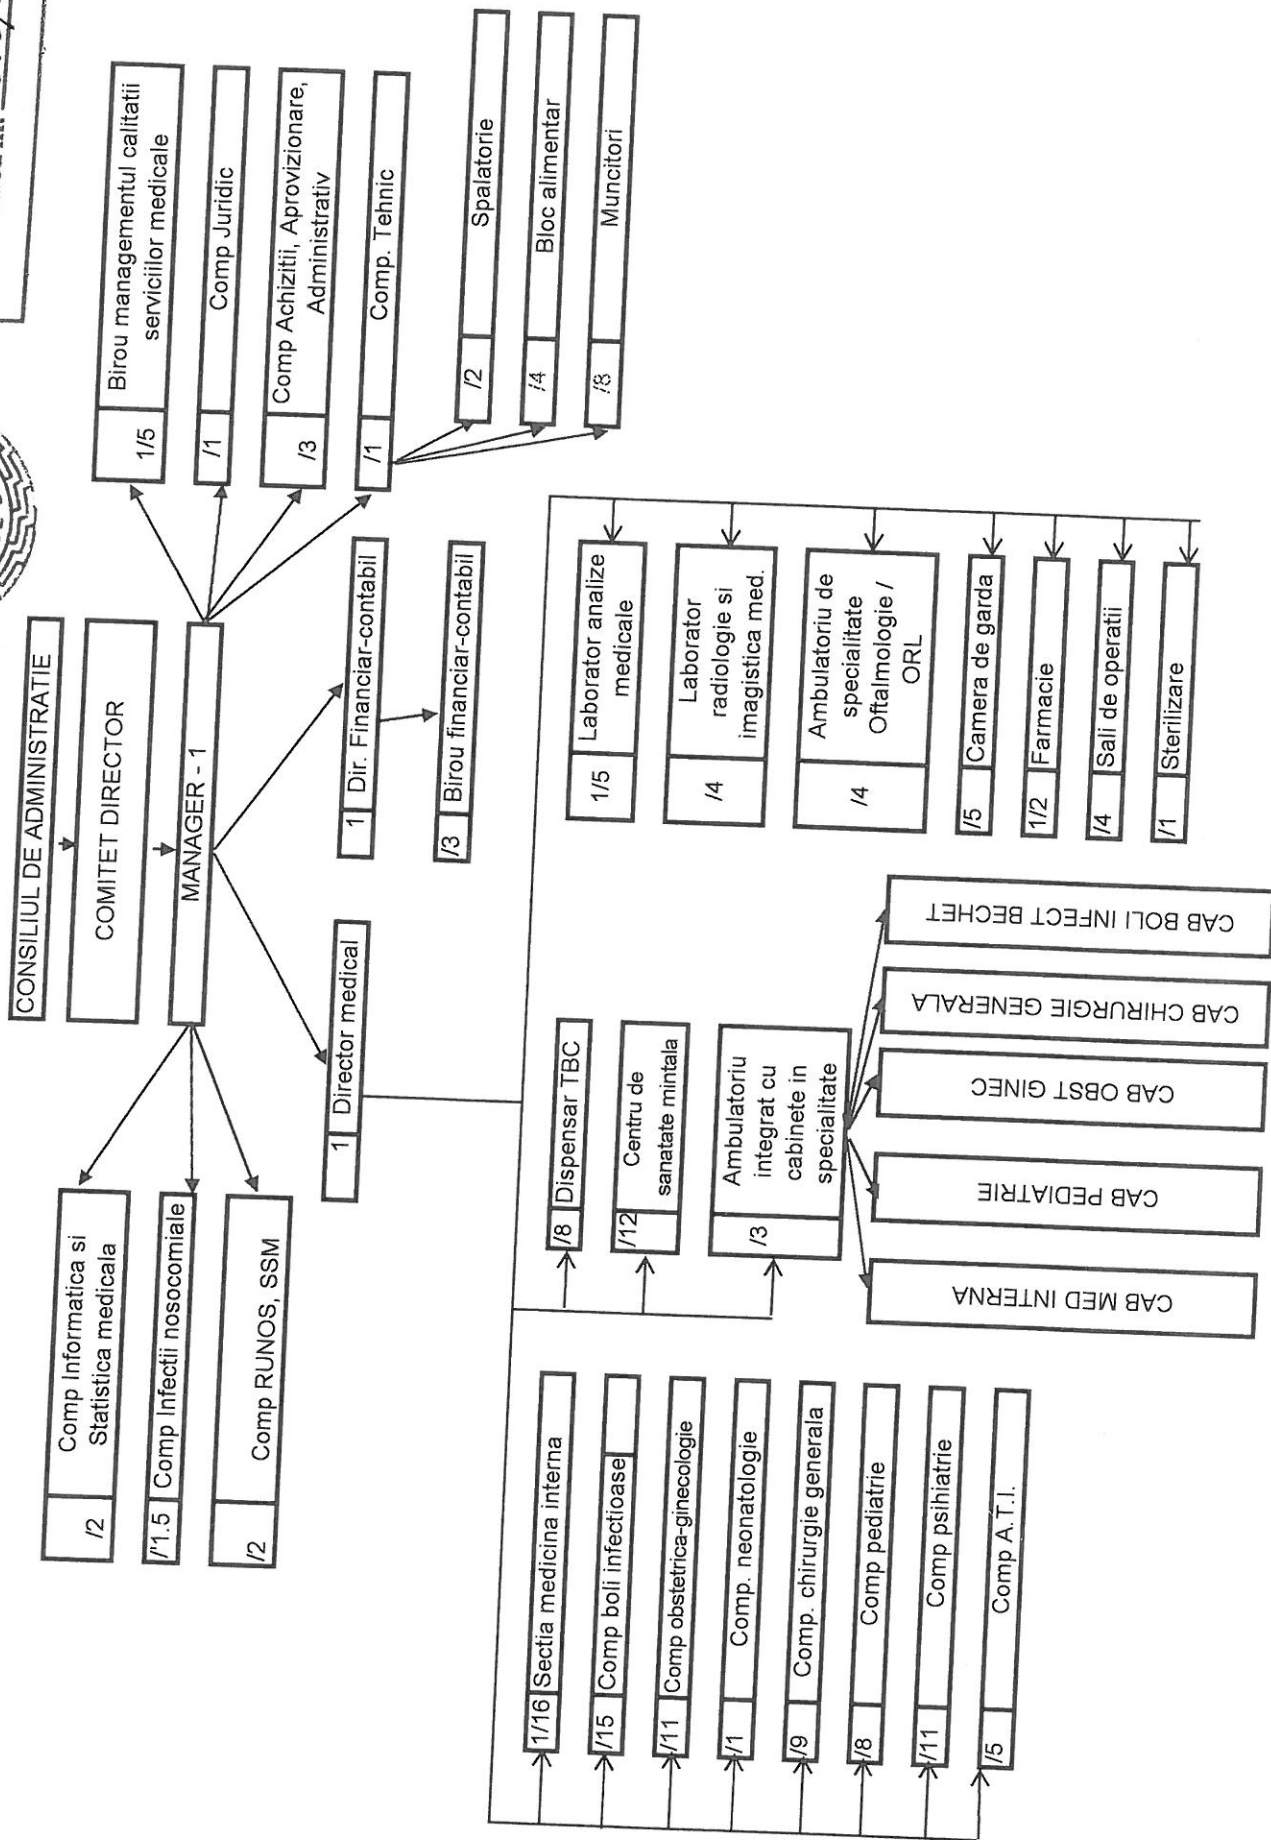 CONSILIUL DE ADMINISTRATIE
COMITET DIRECTOR
MANAGER - 1
Comp Informatica si
Statistica medicala
/2
/'1.5 Comp Infectii nosocomiale
/2 Comp RUNOS, SSM
1 Director medical
1 Dir. Financiar-contabil
/3 Birou financiar-contabil
1/5 Birou managementul calitatii
serviciilor medicale
/1 Comp Juridic
/3 Comp Achizitii, Aprovizionare,
Administrativ
/1 Comp. Tehnic
/2 Spalatorie
/4 Bloc alimentar
/8 Muncitori
1/16 Sectia medicina interna
/15 Comp boli infectioase
/11 Comp obstetrica-ginecologie
/1 Comp. neonatologie
/9 Comp. chirurgie generala
/8 Comp pediatrie
/11 Comp psihiatrie
/5 Comp A.T.I.
/8 Dispensar TBC
/12 Centru de
sanatate mintala
/3 Ambulatoriu
integrat cu
cabinete in
specialitate
CAB MED INTERNA
CAB PEDIATRIE
CAB OBST GINEC
CAB CHIRURGIE GENERALA
CAB BOLI INFECT BECHET
1/5 Laborator analize
medicale
/4 Laborator
radiologie si
imagistica med.
/4 Ambulatoriu de
specialitate
Oftalmologie /
ORL
/5 Camera de garda
1/2 Farmacie
/4 Sali de operatii
/1 Sterilizare